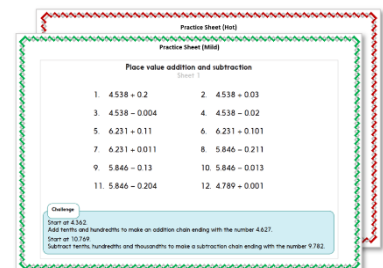 Practice Sheet (Hot)
Practice Sheet (Mild)
Place value addition and subtraction
Sheet 1
1. 4.538 + 0.2 2. 4.538 + 0.03
3. 4.538 – 0.004 4. 4.538 – 0.02
5. 6.231 + 0.11 6. 6.231 + 0.101
7. 6.231 + 0.011 8. 5.846 – 0.211
9. 5.846 – 0.13 10. 5.846 – 0.013
11. 5.846 – 0.204 12. 4.789 + 0.001
Challenge
Start at 4.362.
Add tenths and hundredths to make an addition chain ending with the number 4.627.
Start at 10.769.
Subtract tenths, hundredths and thousandths to make a subtraction chain ending with the number 9.782.